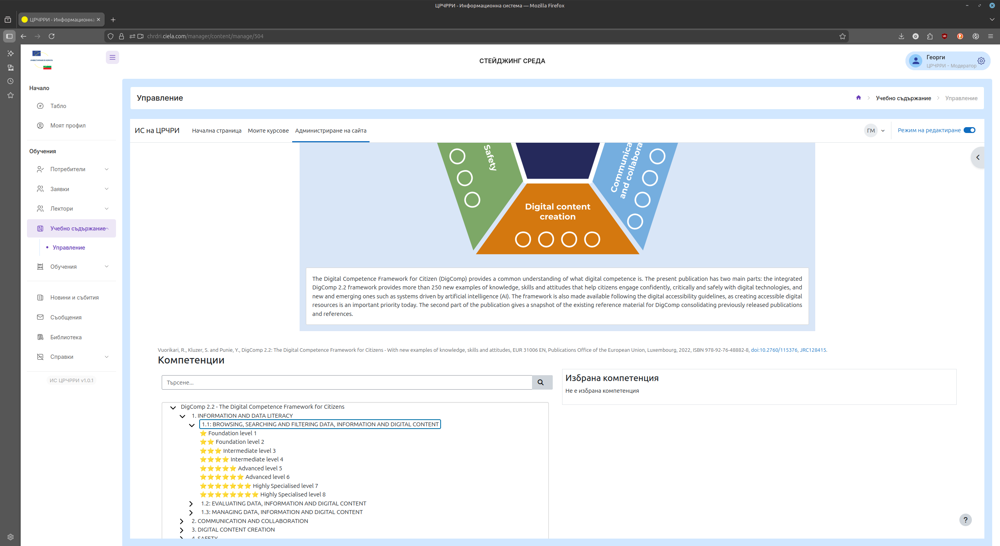 ЦРЧРРИ - Информационна система — Mozilla Firefox
ЦРЧРРИ - Информационна
chrdri.ciela.com/manager/content/manage/504
ИНВЕСТИРАМЕ В ХОРАТА
СТЕЙДЖИНГ СРЕДА
Георги
ЦРЧРРИ - Модератор
Начало
Табло
Моят профил
Обучения
Потребители
Заявки
Лектори
Учебно съдържание
Управление
Обучения
Новини и събития
Съобщения
Библиотека
Справки
ИС ЦРЧРРИ v1.0.1
Управление
Учебно съдържание
Управление
ИС на ЦРЧРИ
Начална страница
Моите курсове
Администриране на сайта
ГМ
Режим на редактиране
Safety
Communica
and collabora
Digital content
creation
The Digital Competence Framework for Citizen (DigComp) provides a common understanding of what digital competence is. The present publication has two main parts: the integrated
DigComp 2.2 framework provides more than 250 new examples of knowledge, skills and attitudes that help citizens engage confidently, critically and safely with digital technologies, and
new and emerging ones such as systems driven by artificial intelligence (AI). The framework is also made available following the digital accessibility guidelines, as creating accessible digital
resources is an important priority today. The second part of the publication gives a snapshot of the existing reference material for DigComp consolidating previously released publications
and references.
Vuorikari, R., Kluzer, S. and Punie, Y., DigComp 2.2: The Digital Competence Framework for Citizens - With new examples of knowledge, skills and attitudes, EUR 31006 EN, Publications Office of the European Union, Luxembourg, 2022, ISBN 978-92-76-48882-8, doi:10.2760/115376, JRC128415.
Компетенции
Търсене...
Избрана компетенция
Не е избрана компетенция
DigComp 2.2 - The Digital Competence Framework for Citizens
1. INFORMATION AND DATA LITERACY
1.1: BROWSING, SEARCHING AND FILTERING DATA, INFORMATION AND DIGITAL CONTENT
⭐ Foundation level 1
⭐⭐ Foundation level 2
⭐⭐⭐ Intermediate level 3
⭐⭐⭐⭐ Intermediate level 4
⭐⭐⭐⭐⭐ Advanced level 5
⭐⭐⭐⭐⭐⭐ Advanced level 6
⭐⭐⭐⭐⭐⭐⭐ Highly Specialised level 7
⭐⭐⭐⭐⭐⭐⭐⭐ Highly Specialised level 8
1.2: EVALUATING DATA, INFORMATION AND DIGITAL CONTENT
1.3: MANAGING DATA, INFORMATION AND DIGITAL CONTENT
2. COMMUNICATION AND COLLABORATION
3. DIGITAL CONTENT CREATION
4. SAFETY
?